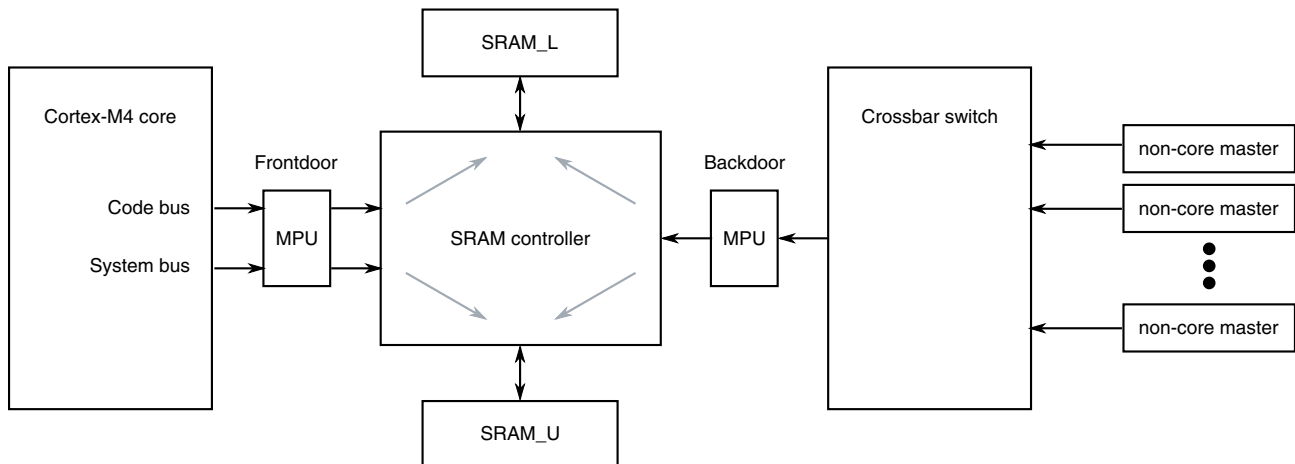 SRAM_L
Cortex-M4 core
Crossbar switch
Frontdoor
Backdoor
non-core master
Code bus
MPU
SRAM controller
MPU
non-core master
System bus
non-core master
SRAM_U